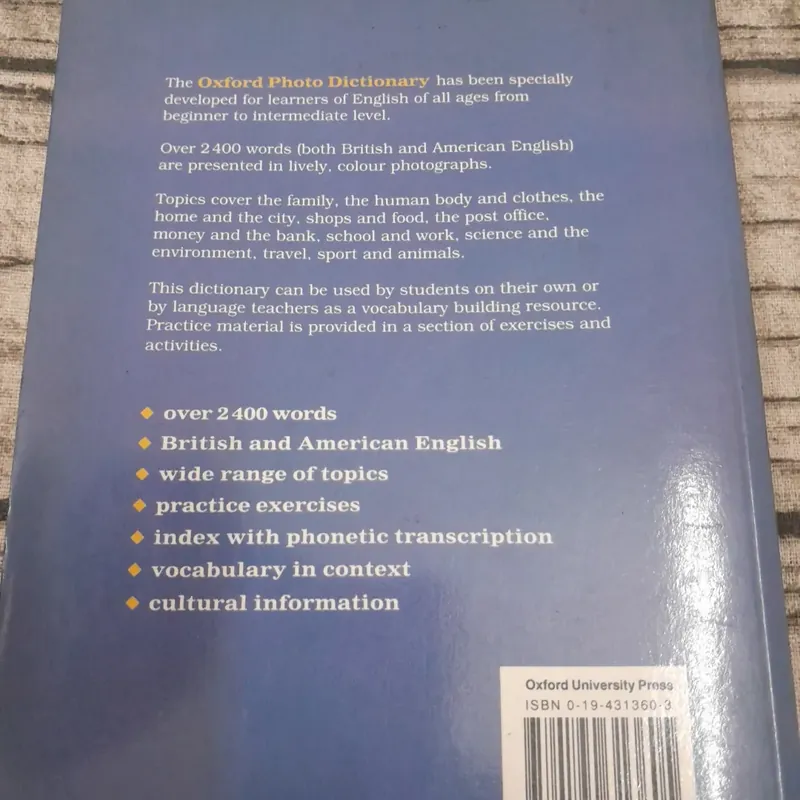 The Oxford Photo Dictionary has been specially
developed for learners of English of all ages from
beginner to intermediate level.
Over 2400 words (both British and American English)
are presented in lively, colour photographs.
Topics cover the family, the human body and clothes, the
home and the city, shops and food, the post office,
money and the bank, school and work, science and the
environment, travel, sport and animals.
This dictionary can be used by students on their own or
by language teachers as a vocabulary building resource.
Practice material is provided in a section of exercises and
activities.
◆ over 2400 words
◆ British and American English
◆ wide range of topics
◆ practice exercises
◆ index with phonetic transcription
◆ vocabulary in context
◆ cultural information
Oxford University Press
ISBN 0-19-431360-3